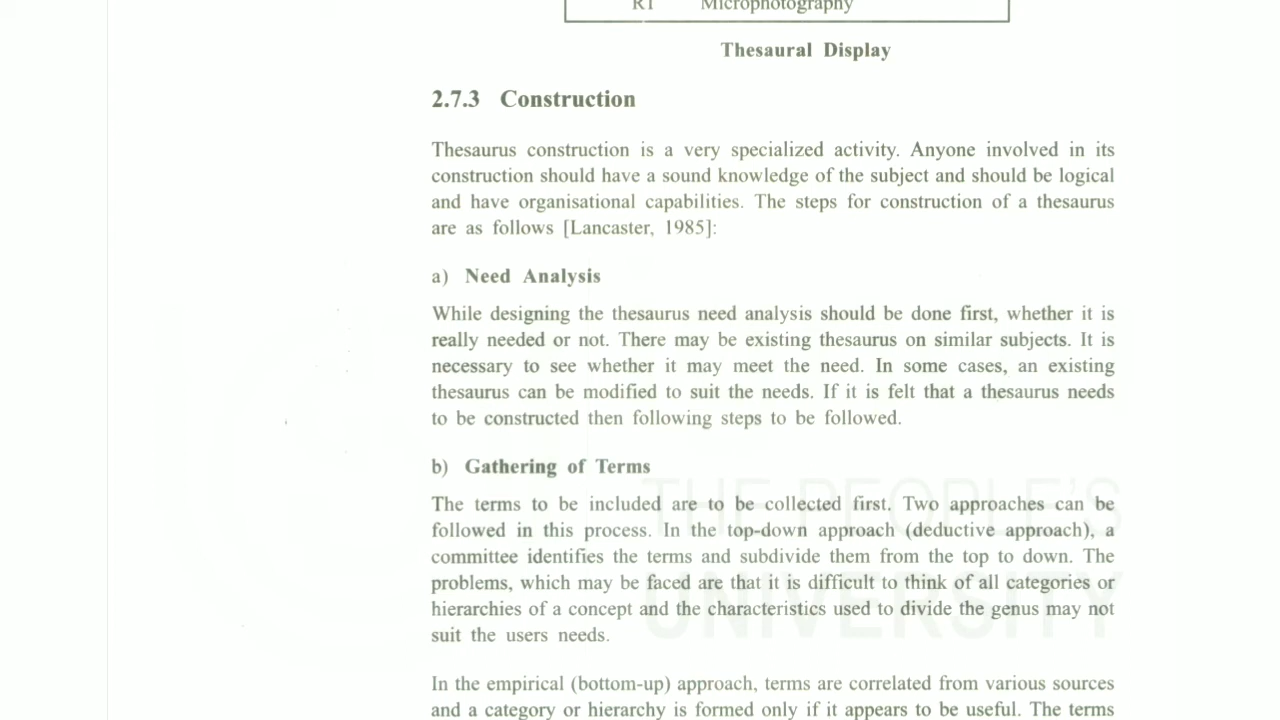 RT Microphotography
Thesaural Display
2.7.3 Construction
Thesaurus construction is a very specialized activity. Anyone involved in its
construction should have a sound knowledge of the subject and should be logical
and have organisational capabilities. The steps for construction of a thesaurus
are as follows [Lancaster, 1985]:
a) Need Analysis
While designing the thesaurus need analysis should be done first, whether it is
really needed or not. There may be existing thesaurus on similar subjects. It is
necessary to see whether it may meet the need. In some cases, an existing
thesaurus can be modified to suit the needs. If it is felt that a thesaurus needs
to be constructed then following steps to be followed.
b) Gathering of Terms
The terms to be included are to be collected first. Two approaches can be
followed in this process. In the top-down approach (deductive approach), a
committee identifies the terms and subdivide them from the top to down. The
problems, which may be faced are that it is difficult to think of all categories or
hierarchies of a concept and the characteristics used to divide the genus may not
suit the users needs.
THE PEOPLE'S
UNIVERSITY
In the empirical (bottom-up) approach, terms are correlated from various sources
and a category or hierarchy is formed only if it appears to be useful. The terms